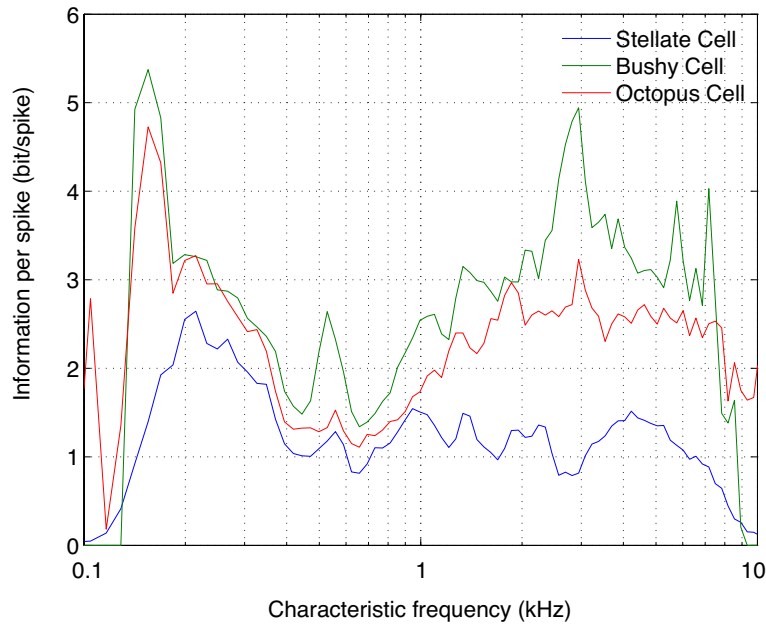 6
5
4
3
2
1
0
Information per spike (bit/spike)
Stellate Cell
Bushy Cell
Octopus Cell
0.1
1
10
Characteristic frequency (kHz)